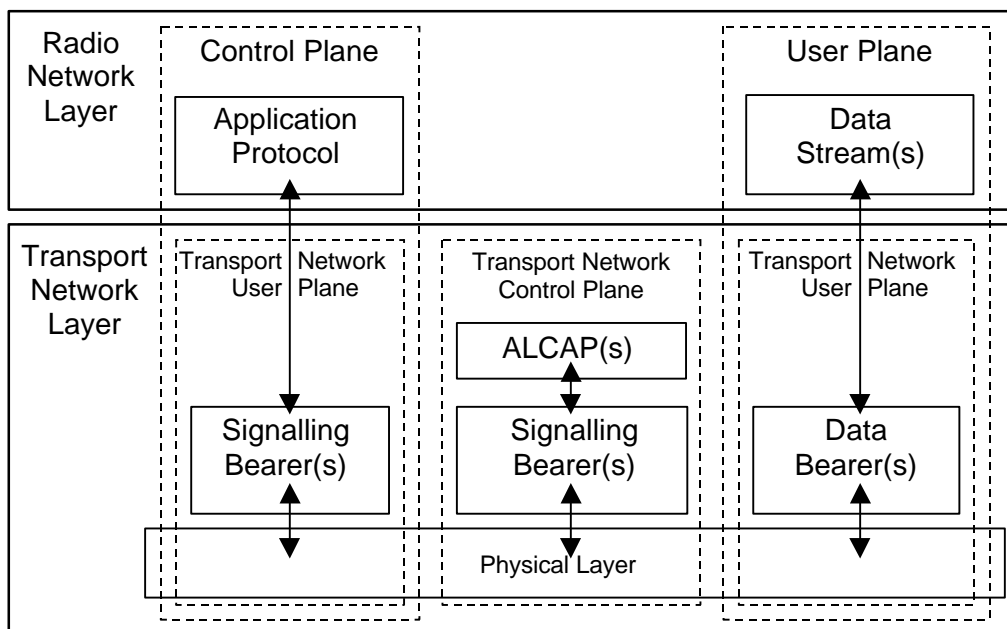 Radio
Network
Layer
Control Plane
User Plane
Application
Protocol
Data
Stream(s)
Transport
Network
Layer
Transport Network
User Plane
Transport Network
Control Plane
Transport Network
User Plane
ALCAP(s)
Signalling
Bearer(s)
Signalling
Bearer(s)
Data
Bearer(s)
Physical Layer